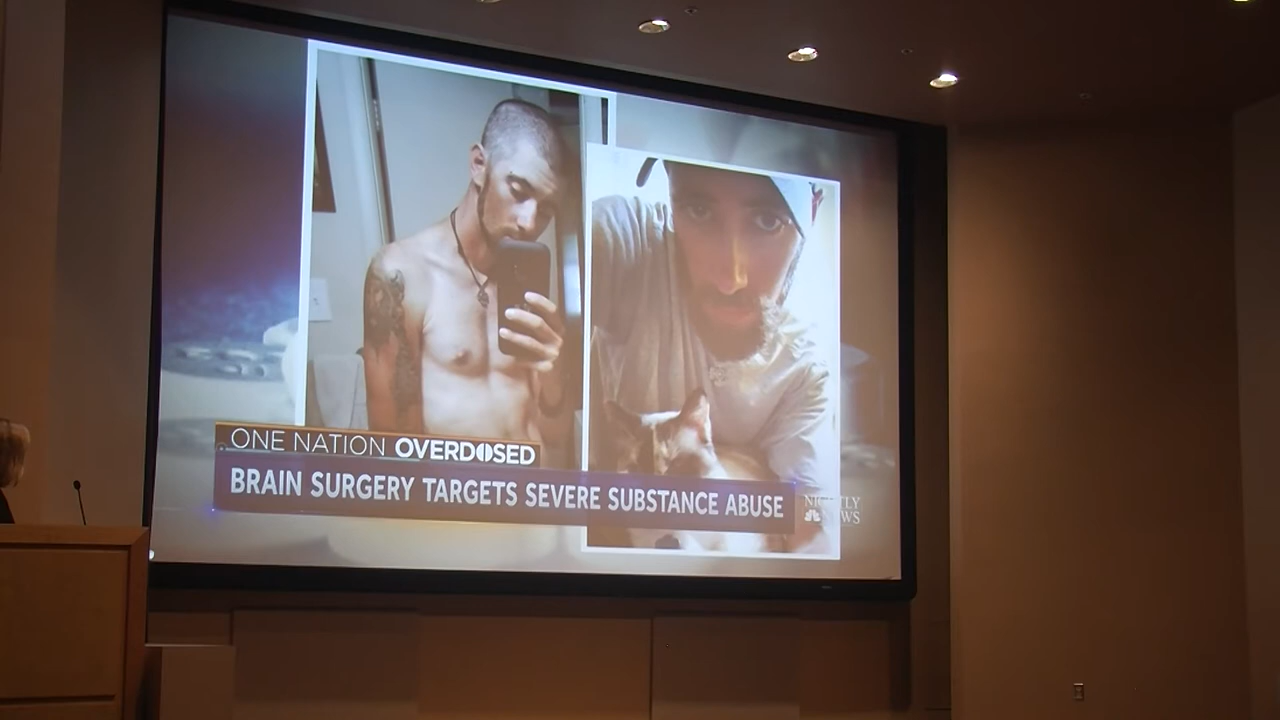 ONE NATION OVERDOSED
BRAIN SURGERY TARGETS SEVERE SUBSTANCE ABUSE
NIGHTLY
NEWS